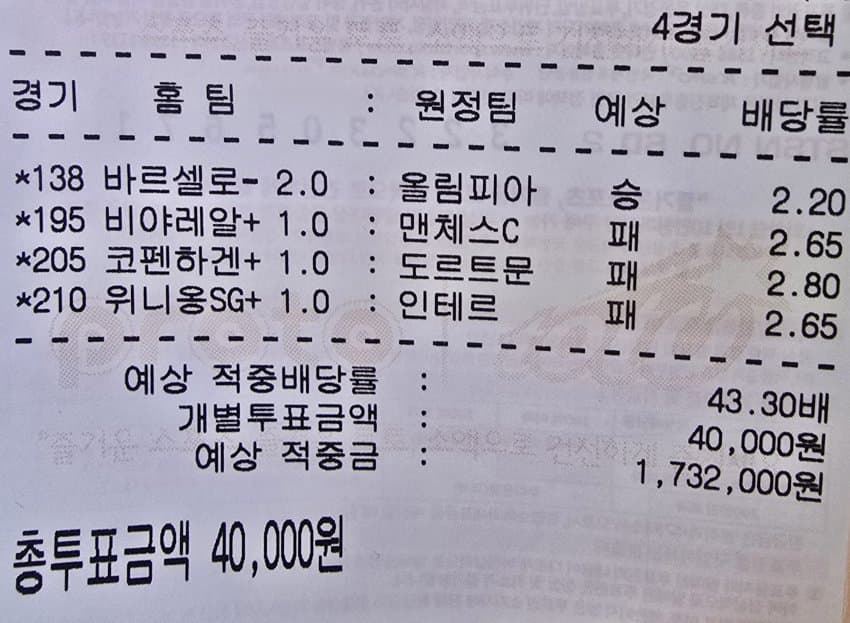 4경기 선택
경기 홈 팀 : 원정팀 예상 배당률
*138 바르셀로- 2.0 : 올림피아 승 2.20
*195 비야레알+ 1.0 : 맨체스C 패 2.65
*205 코펜하겐+ 1.0 : 도르트문 패 2.80
*210 위니옹SG+ 1.0 : 인테르 패 2.65
예상 적중배당률 : 43.30배
개별투표금액 : 40,000원
예상 적중금 : 1,732,000원
총투표금액 40,000원